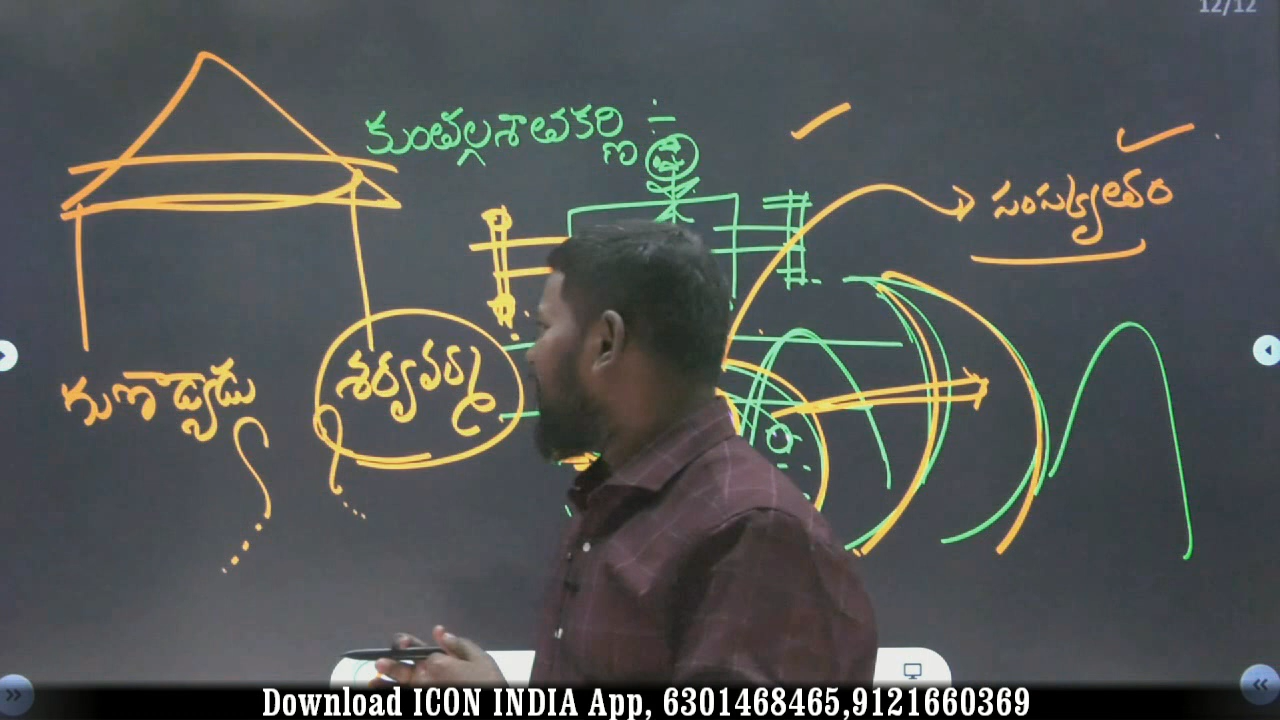 12/12
కుంతలశాతకర్ణి
సంస్కృతం
గుణాఢ్యుడు
శర్వవర్మ
Download ICON INDIA App, 6301468465,9121660369